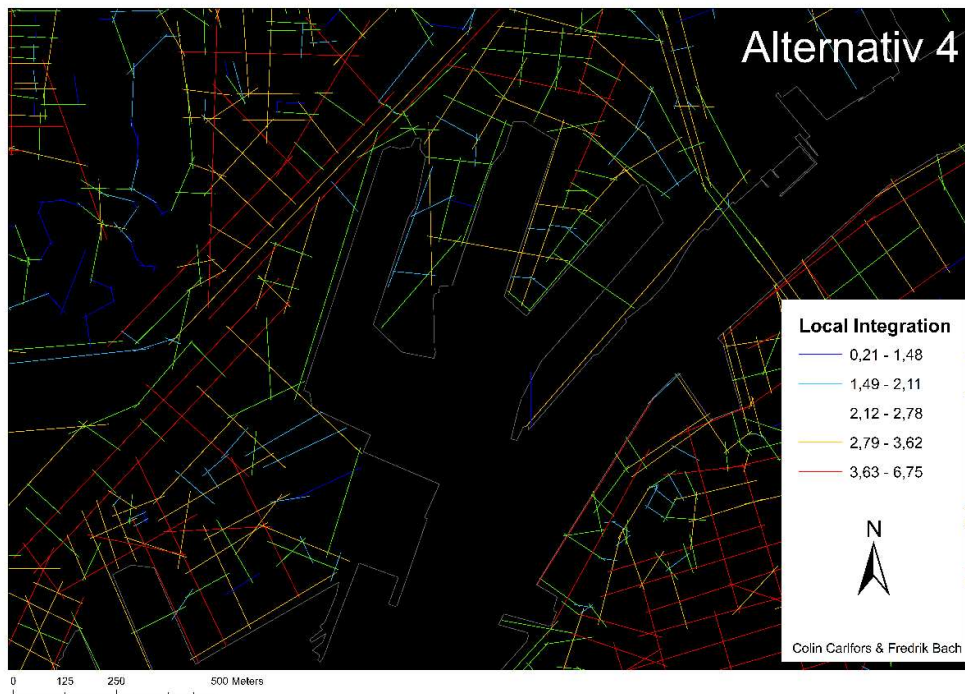 Alternativ 4
Local Integration
0,21 - 1,48
1,49 - 2,11
2,12 - 2,78
2,79 - 3,62
3,63 - 6,75
N
Colin Carlfors & Fredrik Bach
0 125 250 500 Meters